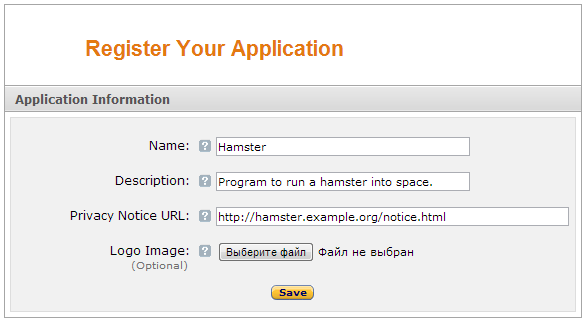 Register Your Application
Application Information
Name: ? Hamster
Description: ? Program to run a hamster into space.
Privacy Notice URL: ? http://hamster.example.org/notice.html
Logo Image: ? Выберите файл Файл не выбран
(Optional)
Save